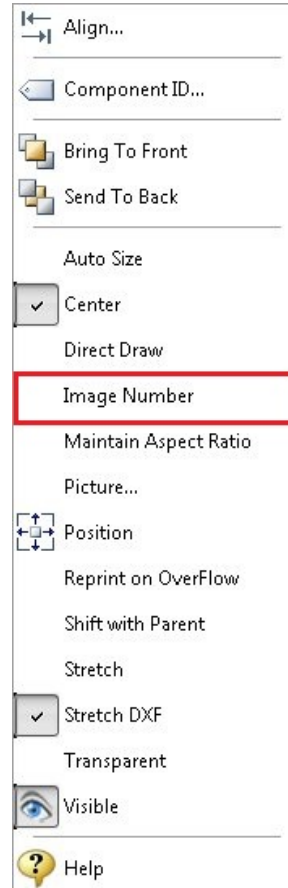 Align...
Component ID...
Bring To Front
Send To Back
Auto Size
Center
Direct Draw
Image Number
Maintain Aspect Ratio
Picture...
Position
Reprint on OverFlow
Shift with Parent
Stretch
Stretch DXF
Transparent
Visible
Help